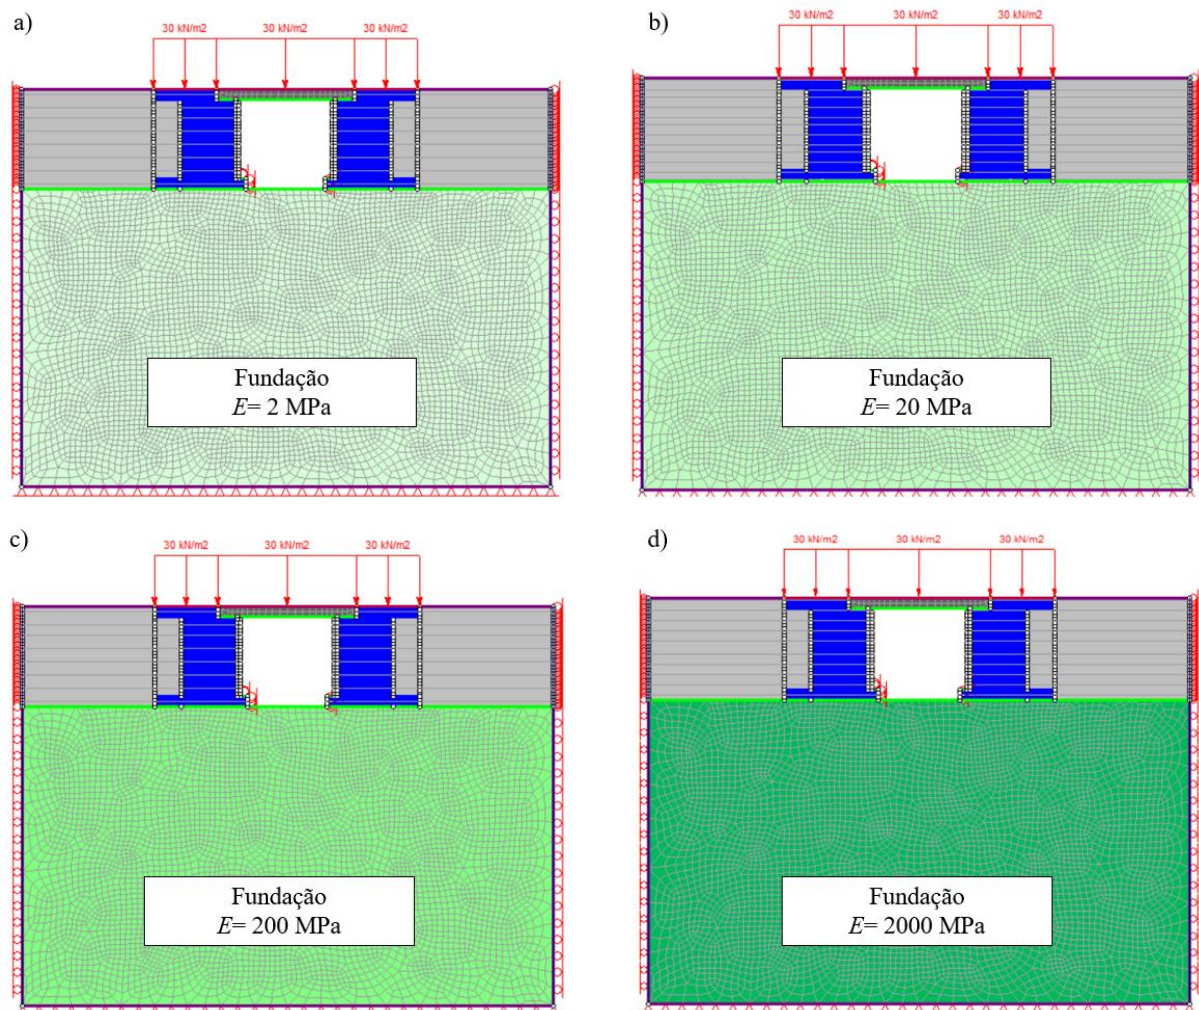 a)
30 kN/m2 30 kN/m2 30 kN/m2
Fundação
E= 2 MPa
b)
30 kN/m2 30 kN/m2 30 kN/m2
Fundação
E= 20 MPa
c)
30 kN/m2 30 kN/m2 30 kN/m2
Fundação
E= 200 MPa
d)
30 kN/m2 30 kN/m2 30 kN/m2
Fundação
E= 2000 MPa